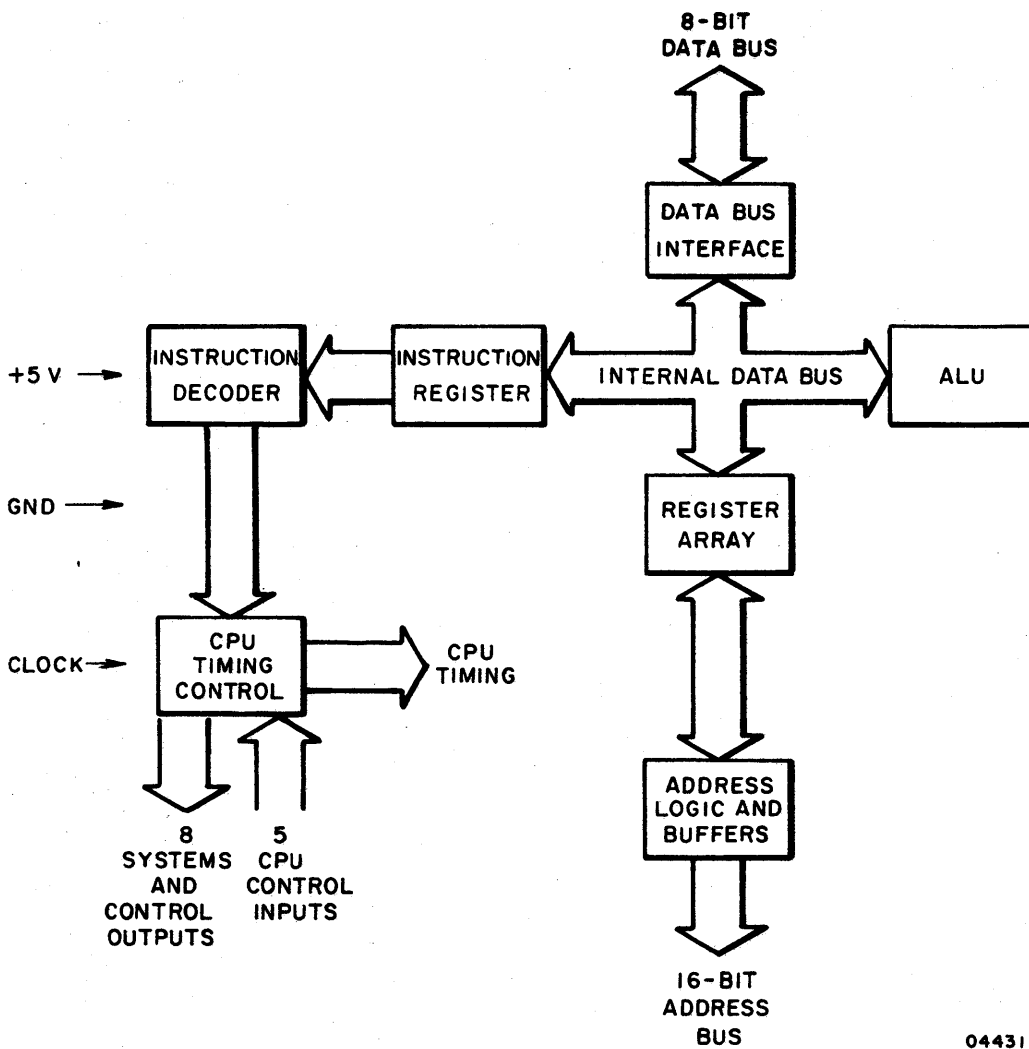 8-BIT
DATA BUS
DATA BUS
INTERFACE
+5 V
INSTRUCTION
DECODER
INSTRUCTION
REGISTER
INTERNAL DATA BUS
ALU
GND
REGISTER
ARRAY
CLOCK
CPU
TIMING
CONTROL
CPU
TIMING
ADDRESS
LOGIC AND
BUFFERS
8
SYSTEMS
AND
CONTROL
OUTPUTS
5
CPU
CONTROL
INPUTS
16-BIT
ADDRESS
BUS
04431